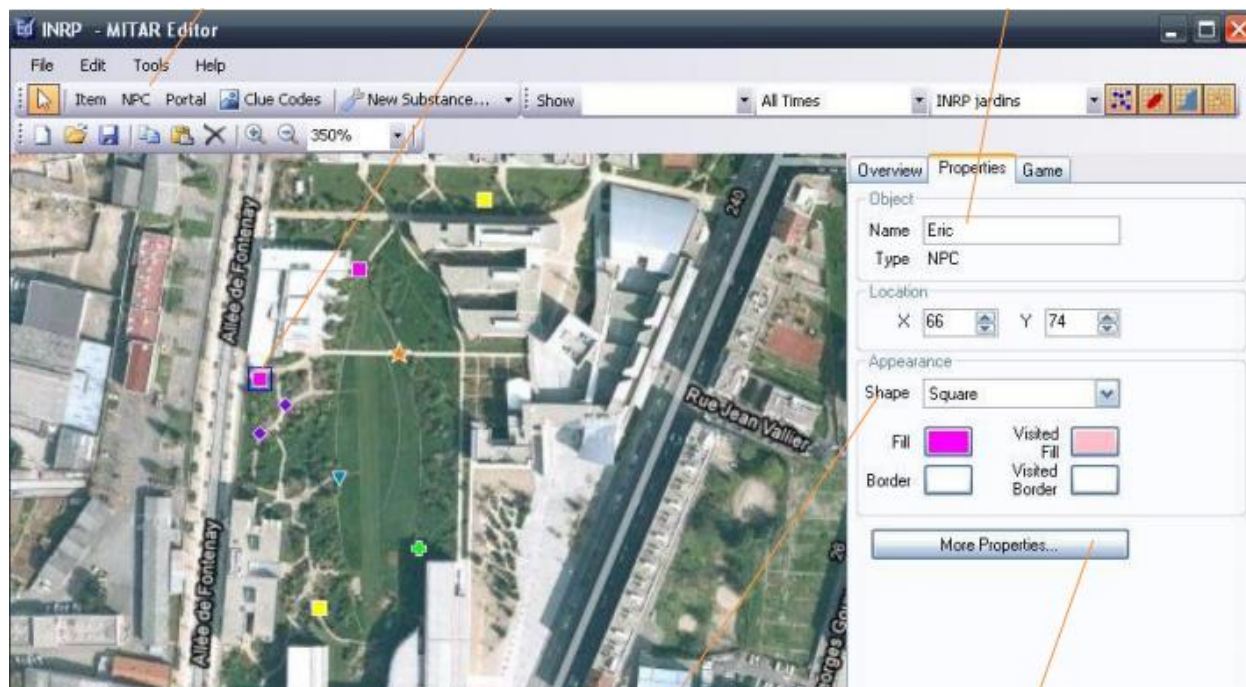 INRP - MITAR Editor
File Edit Tools Help
Item NPC Portal Clue Codes New Substance... Show All Times INRP jardins
350%
Overview Properties Game
Object
Name Eric
Type NPC
Location
X 66 Y 74
Appearance
Shape Square
Fill Visited Fill
Border Visited Border
More Properties...
Allée de Fontenay
240
Rue Jean Vallier
Allée de Fontenay
26